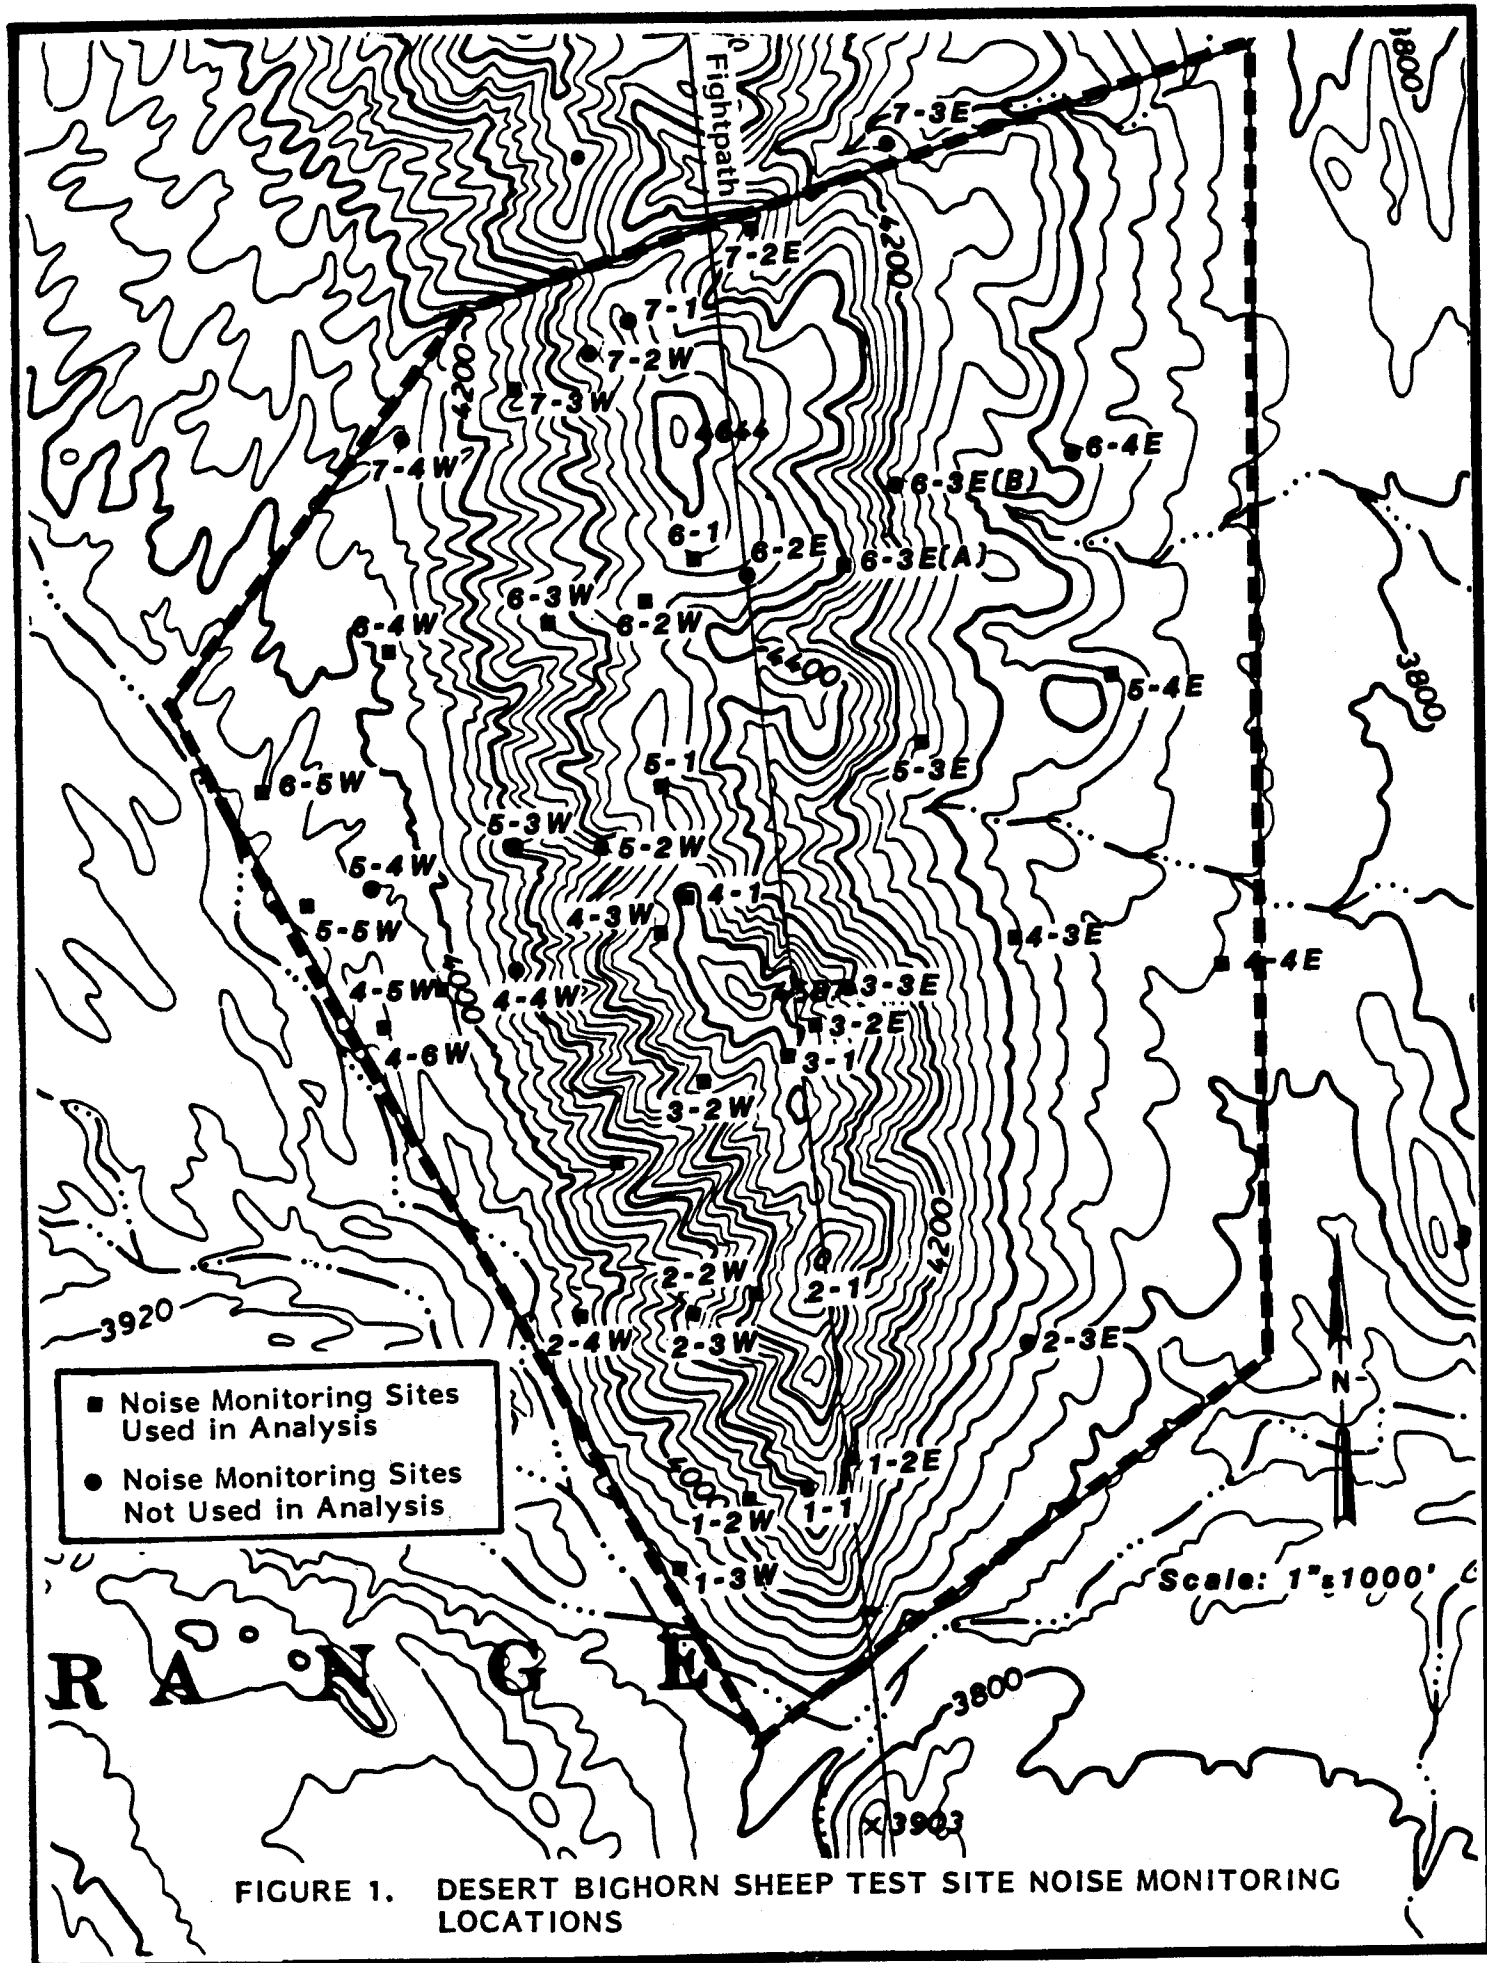 3800
Fightpath
7-3E
4200
7-2E
7-1
7-2W
4200
7-3W
4644
7-4W
6-4E
6-3E(B)
6-1
6-2E
6-3E(A)
6-3W
6-2W
6-4W
4400
3800
5-4E
5-1
5-3E
6-5W
5-3W
5-2W
5-4W
4-1
4-3W
5-5W
4-3E
4-4E
4-5W
4000
4-4W
3-3E
3-2E
4-6W
3-1
3-2W
4200
2-2W
2-1
3920
2-4W
2-3W
2-3E
Noise Monitoring Sites
Used in Analysis
N
Noise Monitoring Sites
Not Used in Analysis
1-2E
1-1
1-2W
1-3W
Scale: 1"=1000'
RANGE
3800
x3903
FIGURE 1. DESERT BIGHORN SHEEP TEST SITE NOISE MONITORING
LOCATIONS